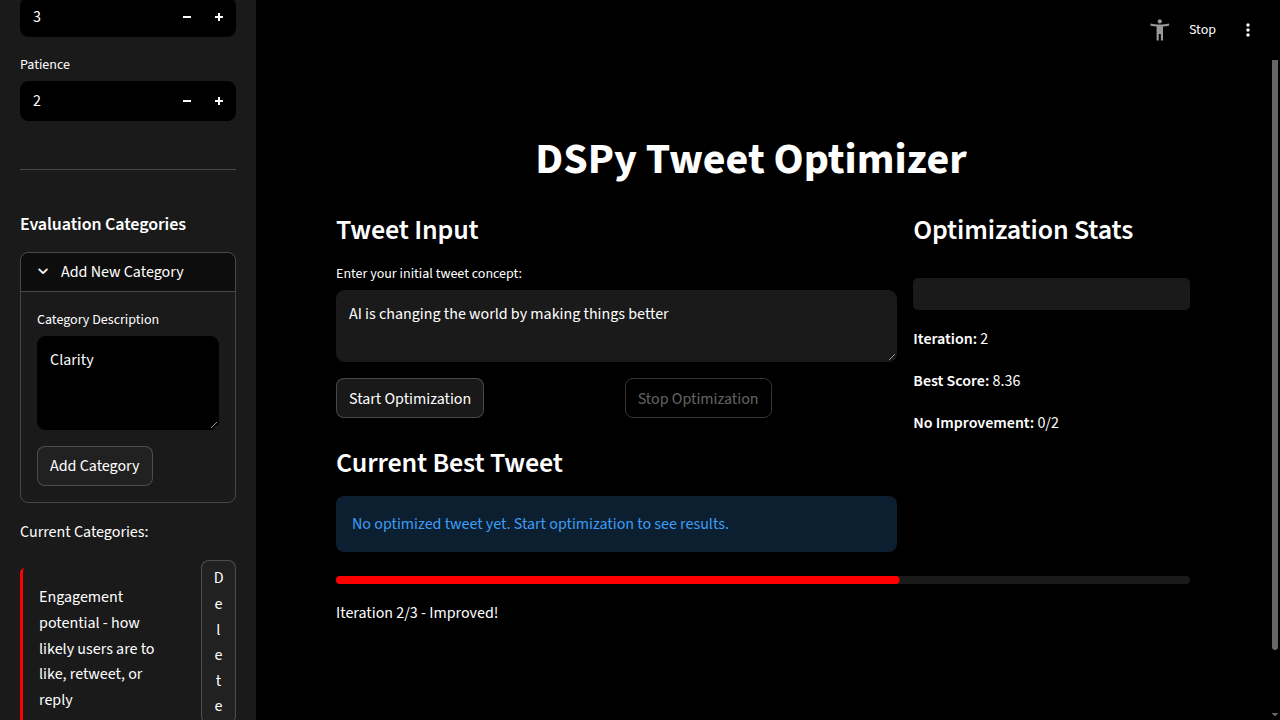 3
Patience
2
Evaluation Categories
Add New Category
Category Description
Clarity
Add Category
Current Categories:
Engagement
potential - how
likely users are to
like, retweet, or
reply
D
e
l
e
t
e
Stop
DSPy Tweet Optimizer
Tweet Input
Enter your initial tweet concept:
AI is changing the world by making things better
Start Optimization
Stop Optimization
Current Best Tweet
No optimized tweet yet. Start optimization to see results.
Iteration 2/3 - Improved!
Optimization Stats
Iteration: 2
Best Score: 8.36
No Improvement: 0/2